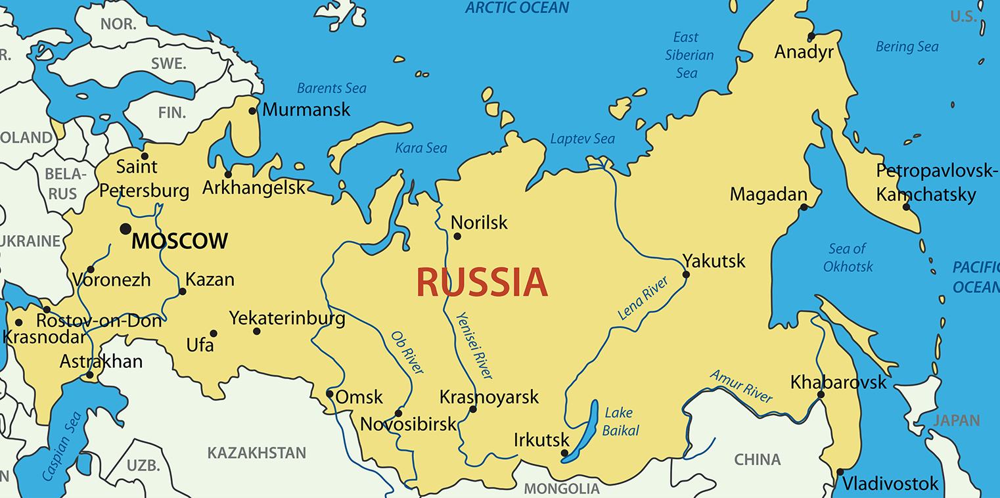 ARCTIC OCEAN
U.S.
NOR.
East
Siberian
Sea
Bering Sea
Anadyr
R.
SWE.
Barents Sea
Murmansk
FIN.
OLAND
Kara Sea
Laptev Sea
Saint
Petersburg
BELA-
RUS
Arkhangelsk
Petropavlovsk-
Kamchatsky
Magadan
Norilsk
UKRAINE
MOSCOW
Sea of
Okhotsk
Yakutsk
PACIFIC
OCEAN
Voronezh
Kazan
RUSSIA
Lena River
Rostov-on-Don
Yekaterinburg
Krasnodar
Ufa
Ob River
Yenisei River
Astrakhan
Amur River
Khabarovsk
Omsk
Krasnoyarsk
Novosibirsk
Lake
Baikal
JAPAN
Irkutsk
Caspian Sea
KAZAKHSTAN
UZB.
CHINA
N
MONGOLIA
Vladivostok